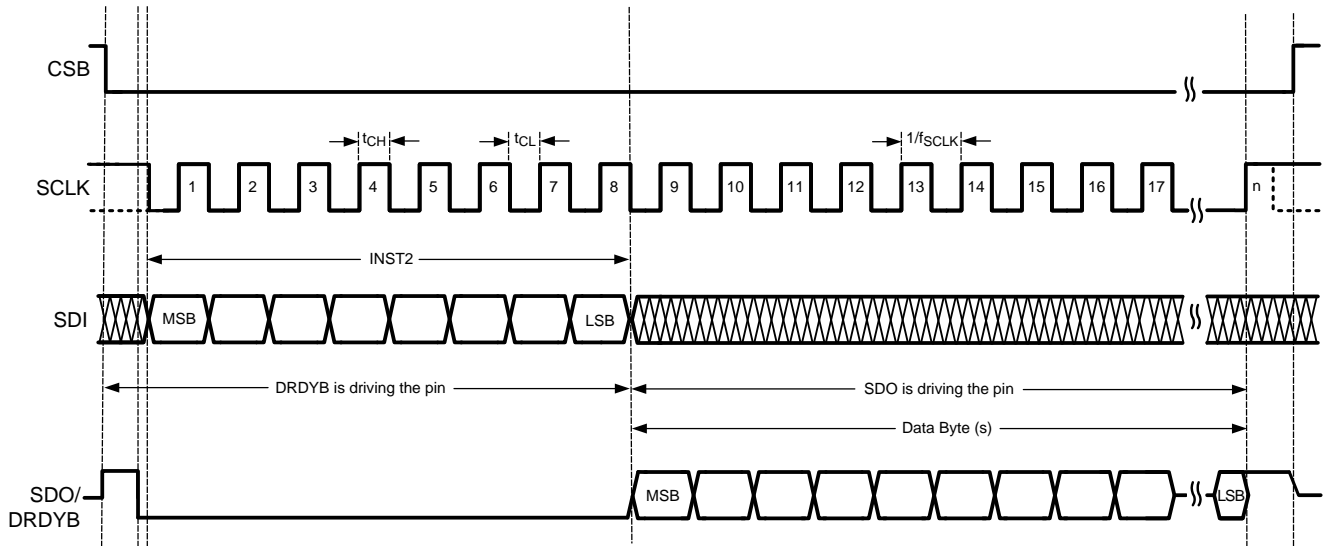 CSB
tCH
tCL
1/fSCLK
SCLK
1 2 3 4 5 6 7 8 9 10 11 12 13 14 15 16 17 n
INST2
SDI
MSB LSB
DRDYB is driving the pin
SDO is driving the pin
Data Byte (s)
SDO/
DRDYB
MSB LSB